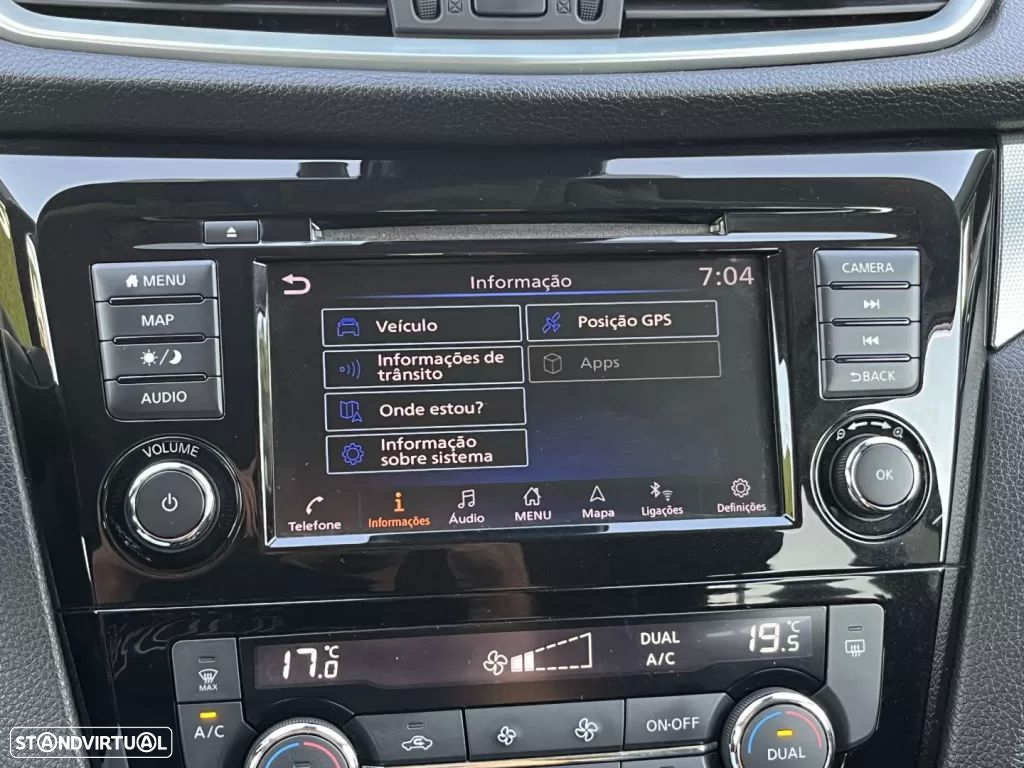 MENU
MAP
AUDIO
VOLUME
Informação
7:04
Veículo
Posição GPS
Informações de
trânsito
Apps
Onde estou?
Informação
sobre sistema
Telefone
Informações
Áudio
MENU
Mapa
Ligações
Definições
CAMERA
BACK
OK
17.0 °C
DUAL
A/C
19.5 °C
MAX
A/C
ON·OFF
DUAL
STANDVIRTUAL